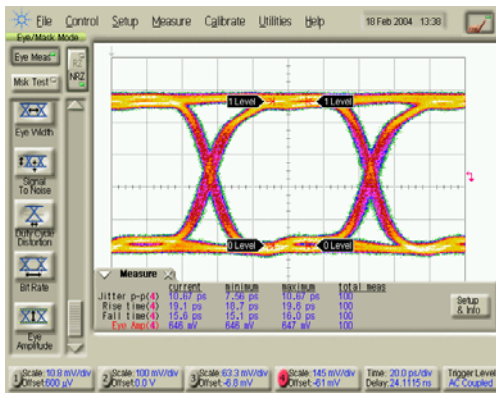 File Control Setup Measure Calibrate Utilities Help 18 Feb 2004 13:38
Eye/Mask Mode
Eye Meas
RZ
NRZ
Msk Test
Eye Width
Signal To Noise
Duty Cycle Distortion
Bit Rate
Eye Amplitude
1 Level 1 Level
0 Level 0 Level
Measure
current minimum maximum total meas
Jitter p-p(4) 10.67 ps 7.56 ps 10.67 ps 100
Rise time(4) 19.1 ps 18.7 ps 19.6 ps 100
Fall time(4) 15.6 ps 15.1 ps 16.0 ps 100
Eye Amp(4) 646 mV 646 mV 647 mV 100
Setup & Info
1 Scale: 10.8 mV/div Offset:600 µV
2 Scale: 100 mV/div Offset:0.0 V
3 Scale:63.3 mV/div Offset:-6.8 mV
4 Scale:145 mV/div Offset:-61 mV
Time: 20.0 ps/div Delay:24.1115 ns
Trigger Level AC Coupled